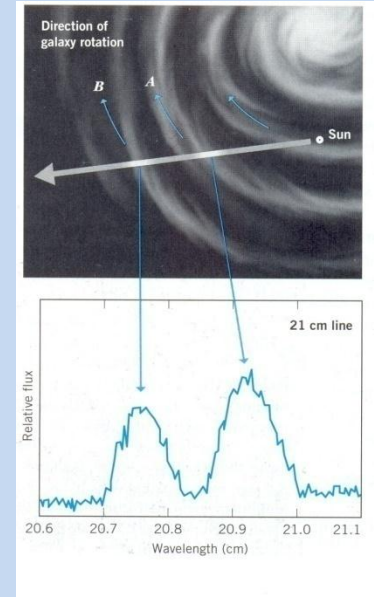 Direction of
galaxy rotation
B
A
Sun
21 cm line
Relative flux
20.6 20.7 20.8 20.9 21.0 21.1
Wavelength (cm)